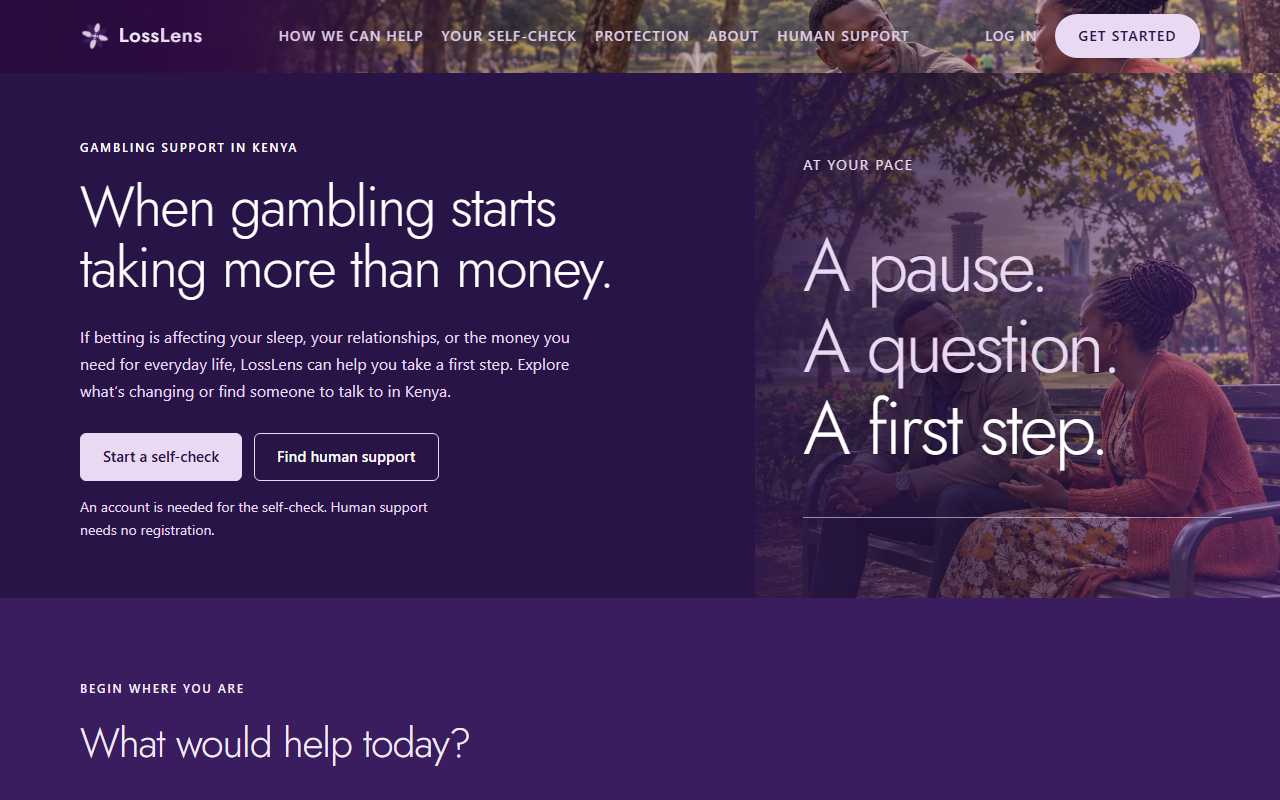 LossLens
HOW WE CAN HELP
YOUR SELF-CHECK
PROTECTION
ABOUT
HUMAN SUPPORT
LOG IN
GET STARTED
GAMBLING SUPPORT IN KENYA
When gambling starts
taking more than money.
If betting is affecting your sleep, your relationships, or the money you
need for everyday life, LossLens can help you take a first step. Explore
what's changing or find someone to talk to in Kenya.
Start a self-check
Find human support
An account is needed for the self-check. Human support
needs no registration.
AT YOUR PACE
A pause.
A question.
A first step.
BEGIN WHERE YOU ARE
What would help today?